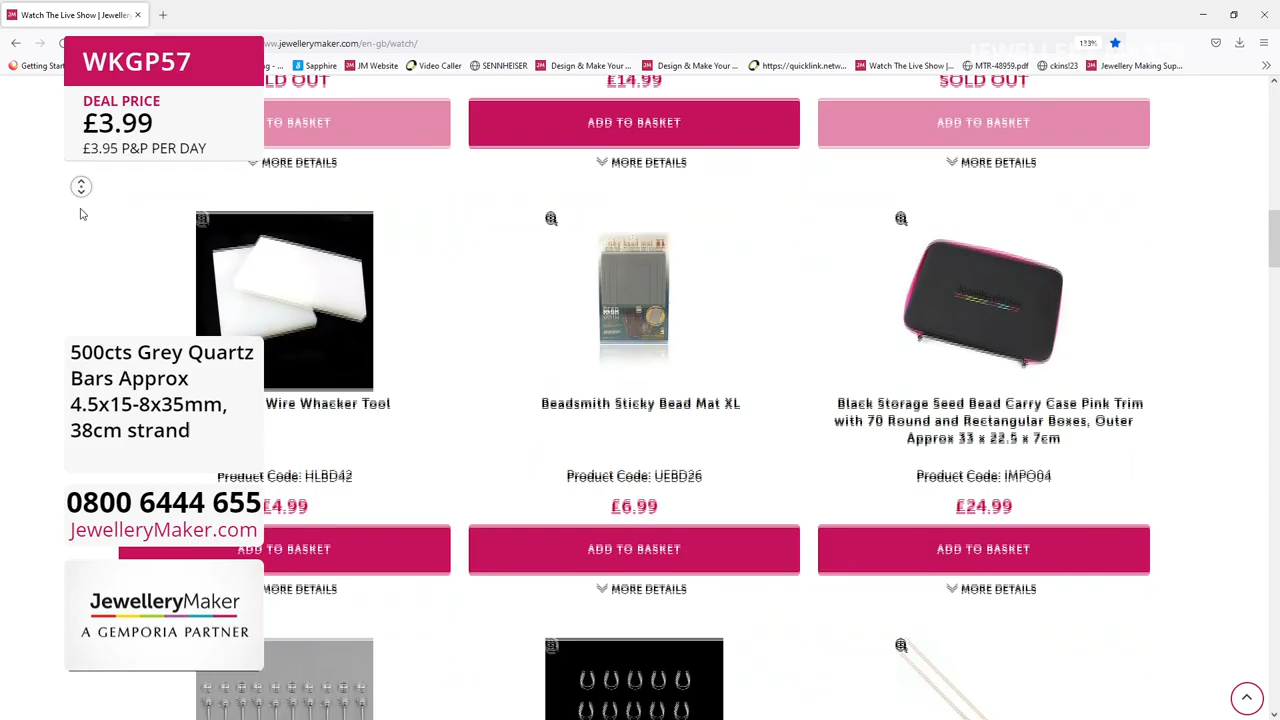 Watch The Live Show | Jeweller
ww.jewellerymaker.com/en-gb/watch/
133%
Getting Start
Sapphire
JM Website
Video Caller
SENNHEISER
Design & Make Your ...
Design & Make Your ...
https://quicklink.netw...
Watch The Live Show |...
MTR-48959.pdf
ckinsl23
Jewellery Making Sup...
WKGP57
DEAL PRICE
£3.99
£3.95 P&P PER DAY
LD OUT
£14.99
SOLD OUT
TO BASKET
ADD TO BASKET
ADD TO BASKET
MORE DETAILS
MORE DETAILS
MORE DETAILS
500cts Grey Quartz
Bars Approx
4.5x15-8x35mm,
38cm strand
Wire Whacker Tool
Beadsmith Sticky Bead Mat XL
Black Storage Seed Bead Carry Case Pink Trim
with 70 Round and Rectangular Boxes, Outer
Approx 33 x 22.5 x 7cm
Product Code: HLBD42
Product Code: UEBD26
Product Code: IMPO04
£4.99
£6.99
£24.99
0800 6444 655
JewelleryMaker.com
ADD TO BASKET
ADD TO BASKET
ADD TO BASKET
MORE DETAILS
MORE DETAILS
MORE DETAILS
JewelleryMaker
A GEMPORIA PARTNER